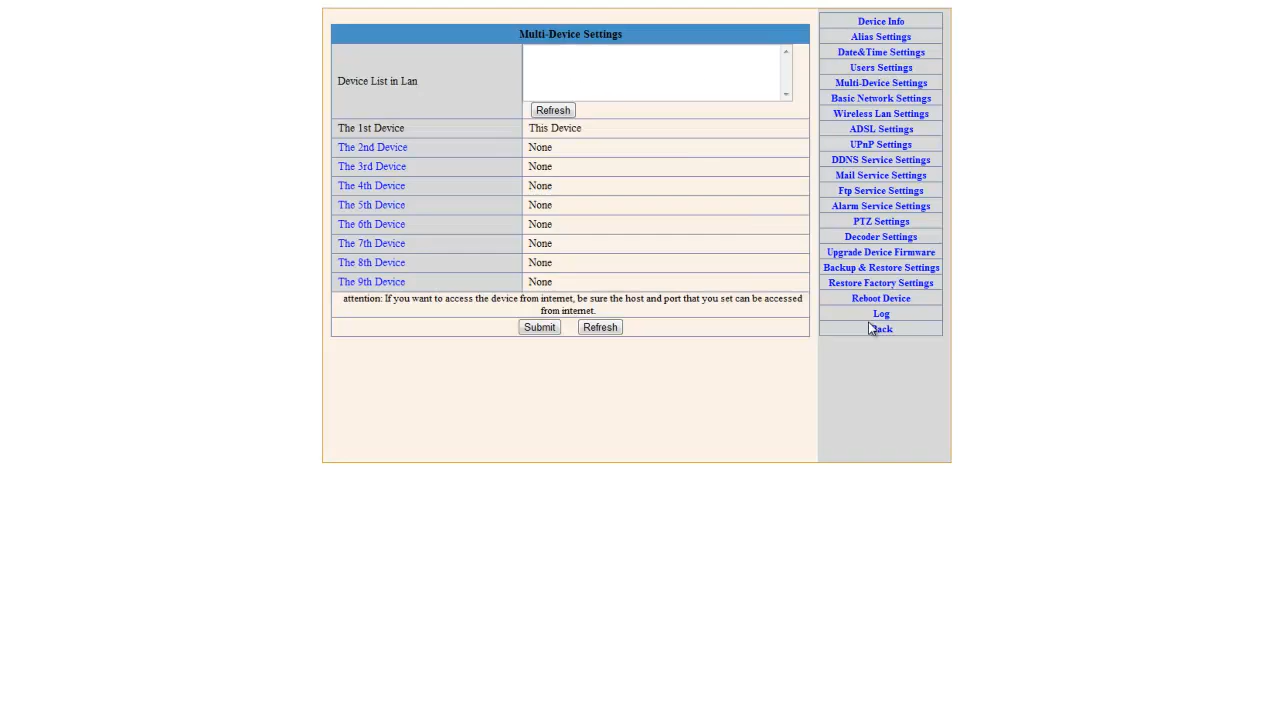 Multi-Device Settings
Device List in Lan
Refresh
The 1st Device This Device
The 2nd Device None
The 3rd Device None
The 4th Device None
The 5th Device None
The 6th Device None
The 7th Device None
The 8th Device None
The 9th Device None
attention: If you want to access the device from internet, be sure the host and port that you set can be accessed
from internet.
Submit Refresh
Device Info
Alias Settings
Date&Time Settings
Users Settings
Multi-Device Settings
Basic Network Settings
Wireless Lan Settings
ADSL Settings
UPnP Settings
DDNS Service Settings
Mail Service Settings
Ftp Service Settings
Alarm Service Settings
PTZ Settings
Decoder Settings
Upgrade Device Firmware
Backup & Restore Settings
Restore Factory Settings
Reboot Device
Log
Back